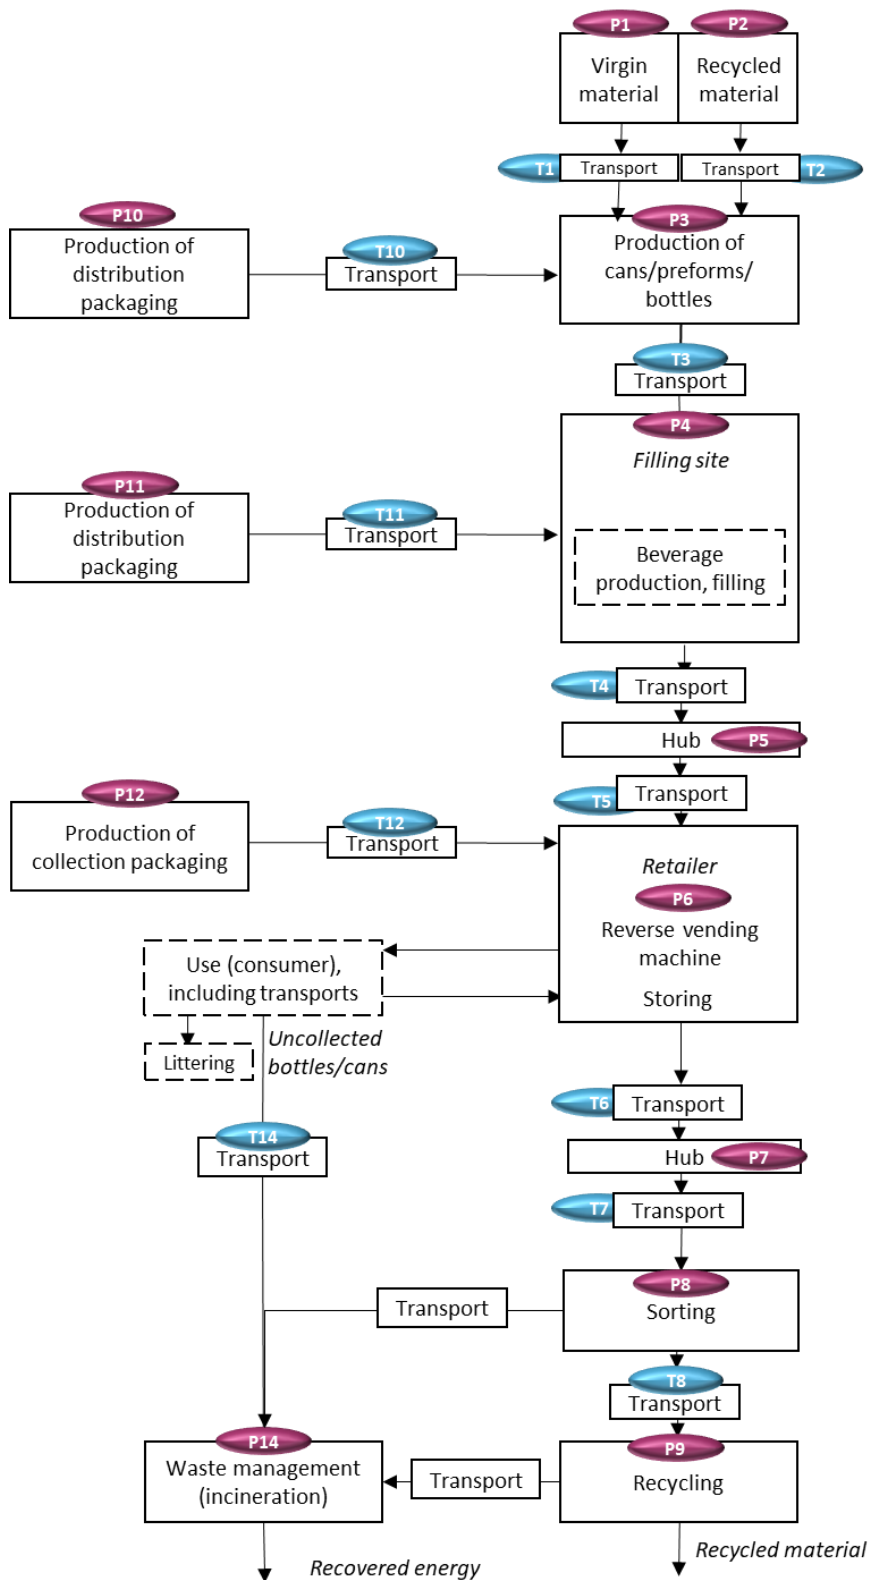 P1
P2
Virgin
material
Recycled
material
T1
Transport
Transport
T2
P10
Production of
distribution
packaging
T10
Transport
P3
Production of
cans/preforms/
bottles
T3
Transport
P4
Filling site
P11
Production of
distribution
packaging
T11
Transport
Beverage
production, filling
T4
Transport
Hub
P5
T5
Transport
P12
Production of
collection packaging
T12
Transport
Retailer
P6
Reverse vending
machine
Storing
Use (consumer),
including transports
Littering
Uncollected
bottles/cans
T6
Transport
T14
Transport
Hub
P7
T7
Transport
P8
Sorting
Transport
T8
Transport
P14
Waste management
(incineration)
Transport
P9
Recycling
Recovered energy
Recycled material